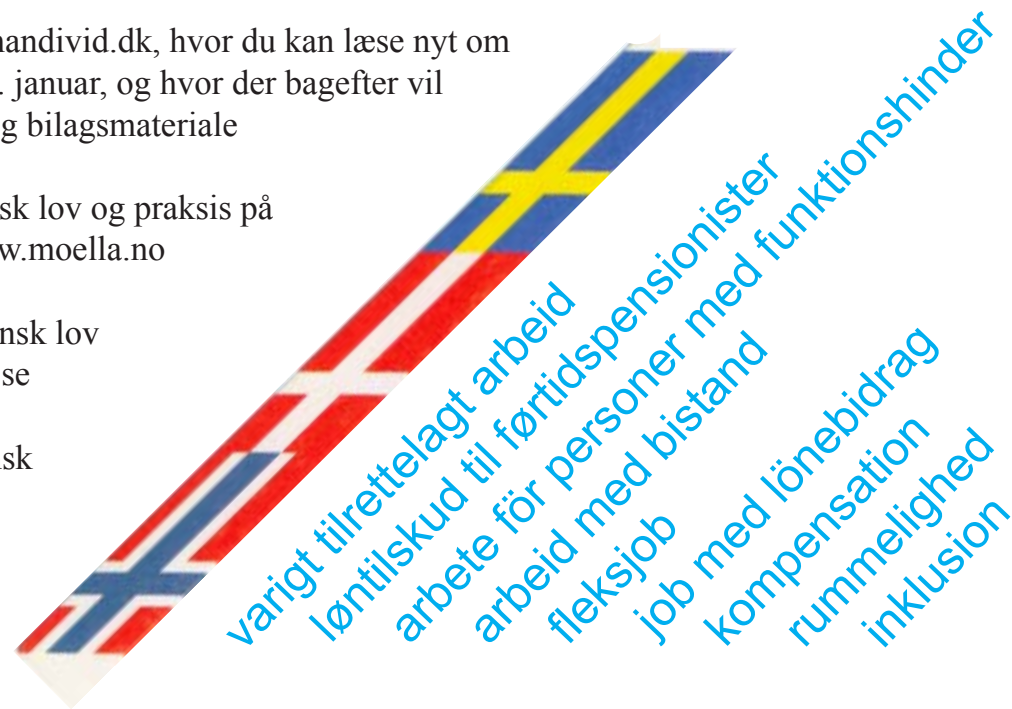 nandivid.dk, hvor du kan læse nyt om
. januar, og hvor der bagefter vil
g bilagsmateriale
sk lov og praksis på
w.moella.no
nsk lov
se
sk
varigt tilrettelagt arbeid
løntilskud til førtidspensionister
arbete för personer med funktionshinder
arbeid med bistand
fleksjob
job med lönebidrag
kompensation
rummelighed
inklusion